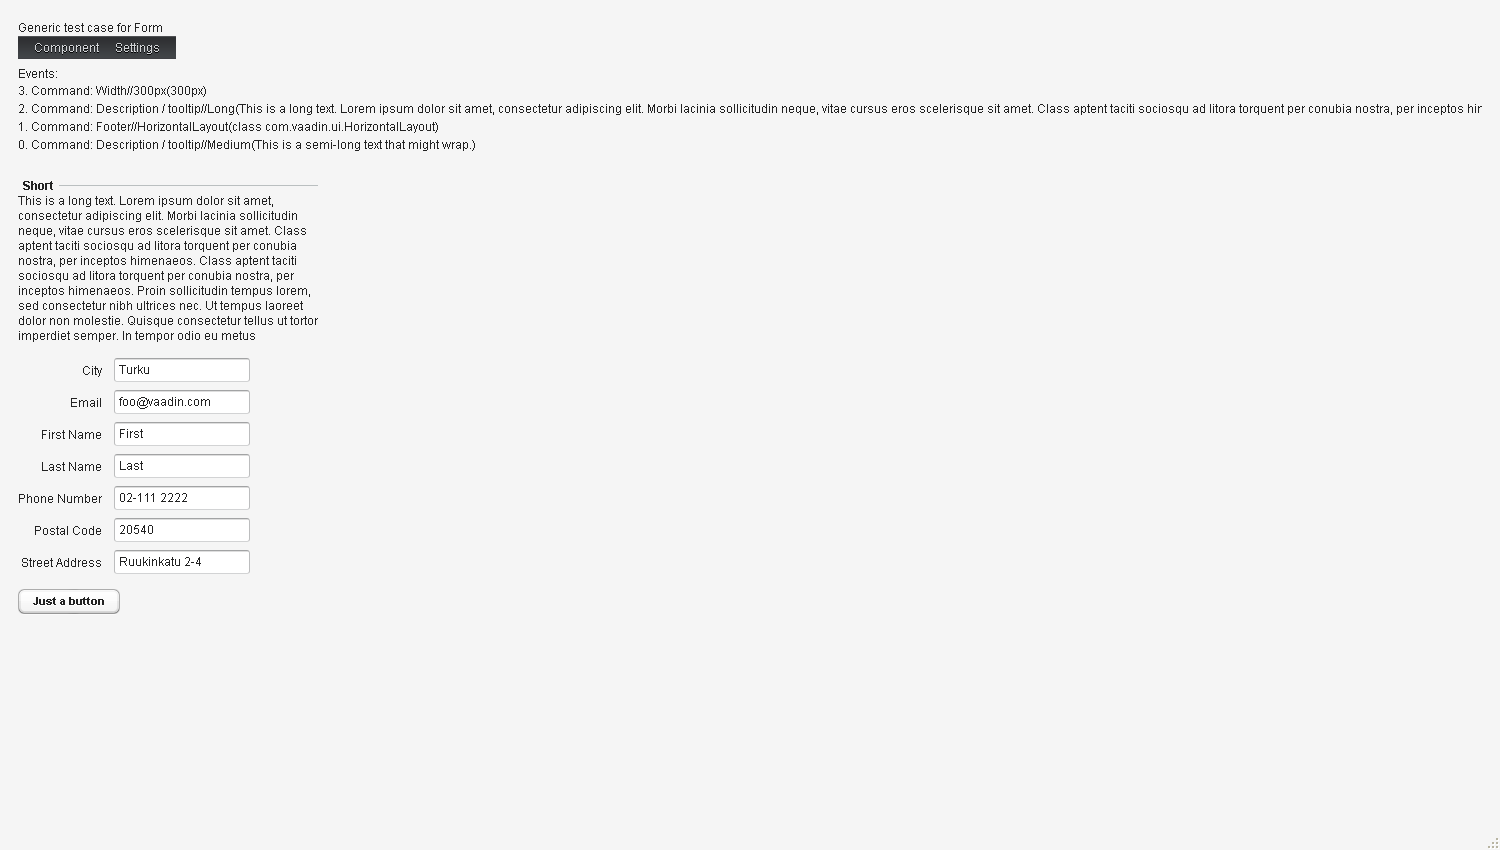 Generic test case for Form
Component Settings
Events:
3. Command: Width//300px(300px)
2. Command: Description / tooltip//Long(This is a long text. Lorem ipsum dolor sit amet, consectetur adipiscing elit. Morbi lacinia sollicitudin neque, vitae cursus eros scelerisque sit amet. Class aptent taciti sociosqu ad litora torquent per conubia nostra, per inceptos hir
1. Command: Footer//HorizontalLayout(class com.vaadin.ui.HorizontalLayout)
0. Command: Description / tooltip//Medium(This is a semi-long text that might wrap.)
Short
This is a long text. Lorem ipsum dolor sit amet,
consectetur adipiscing elit. Morbi lacinia sollicitudin
neque, vitae cursus eros scelerisque sit amet. Class
aptent taciti sociosqu ad litora torquent per conubia
nostra, per inceptos himenaeos. Class aptent taciti
sociosqu ad litora torquent per conubia nostra, per
inceptos himenaeos. Proin sollicitudin tempus lorem,
sed consectetur nibh ultrices nec. Ut tempus laoreet
dolor non molestie. Quisque consectetur tellus ut tortor
imperdiet semper. In tempor odio eu metus
City Turku
Email foo@vaadin.com
First Name First
Last Name Last
Phone Number 02-111 2222
Postal Code 20540
Street Address Ruukinkatu 2-4
Just a button